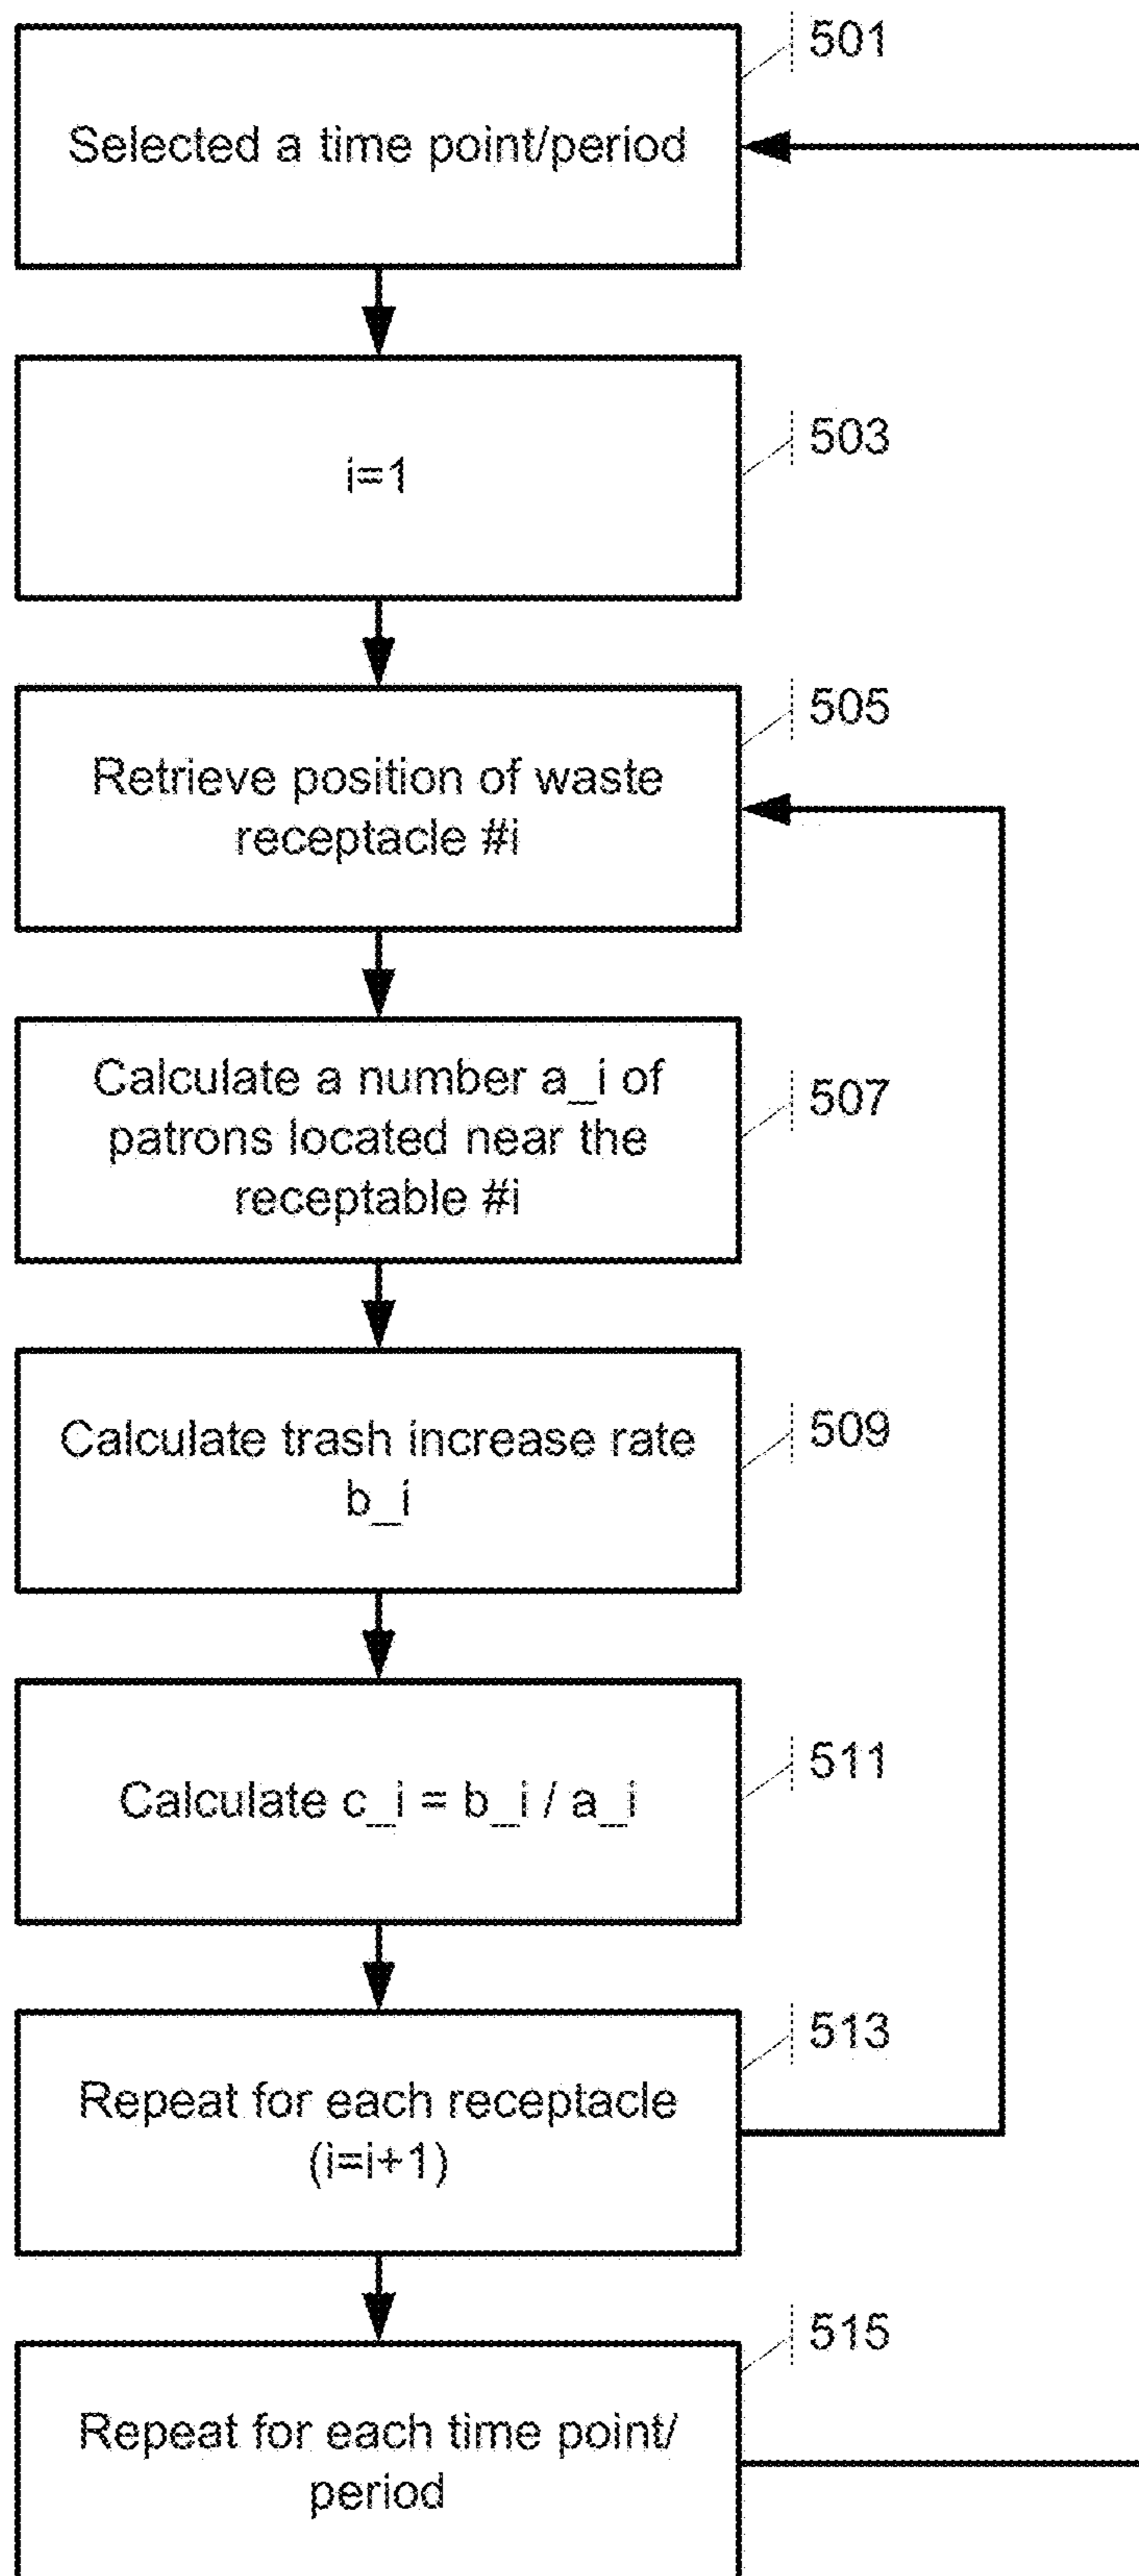 501
Selected a time point/period
503
i=1
505
Retrieve position of waste
receptacle #i
507
Calculate a number a_i of
patrons located near the
receptable #i
509
Calculate trash increase rate
b_i
511
Calculate c_i = b_i / a_i
513
Repeat for each receptacle
(i=i+1)
515
Repeat for each time point/
period